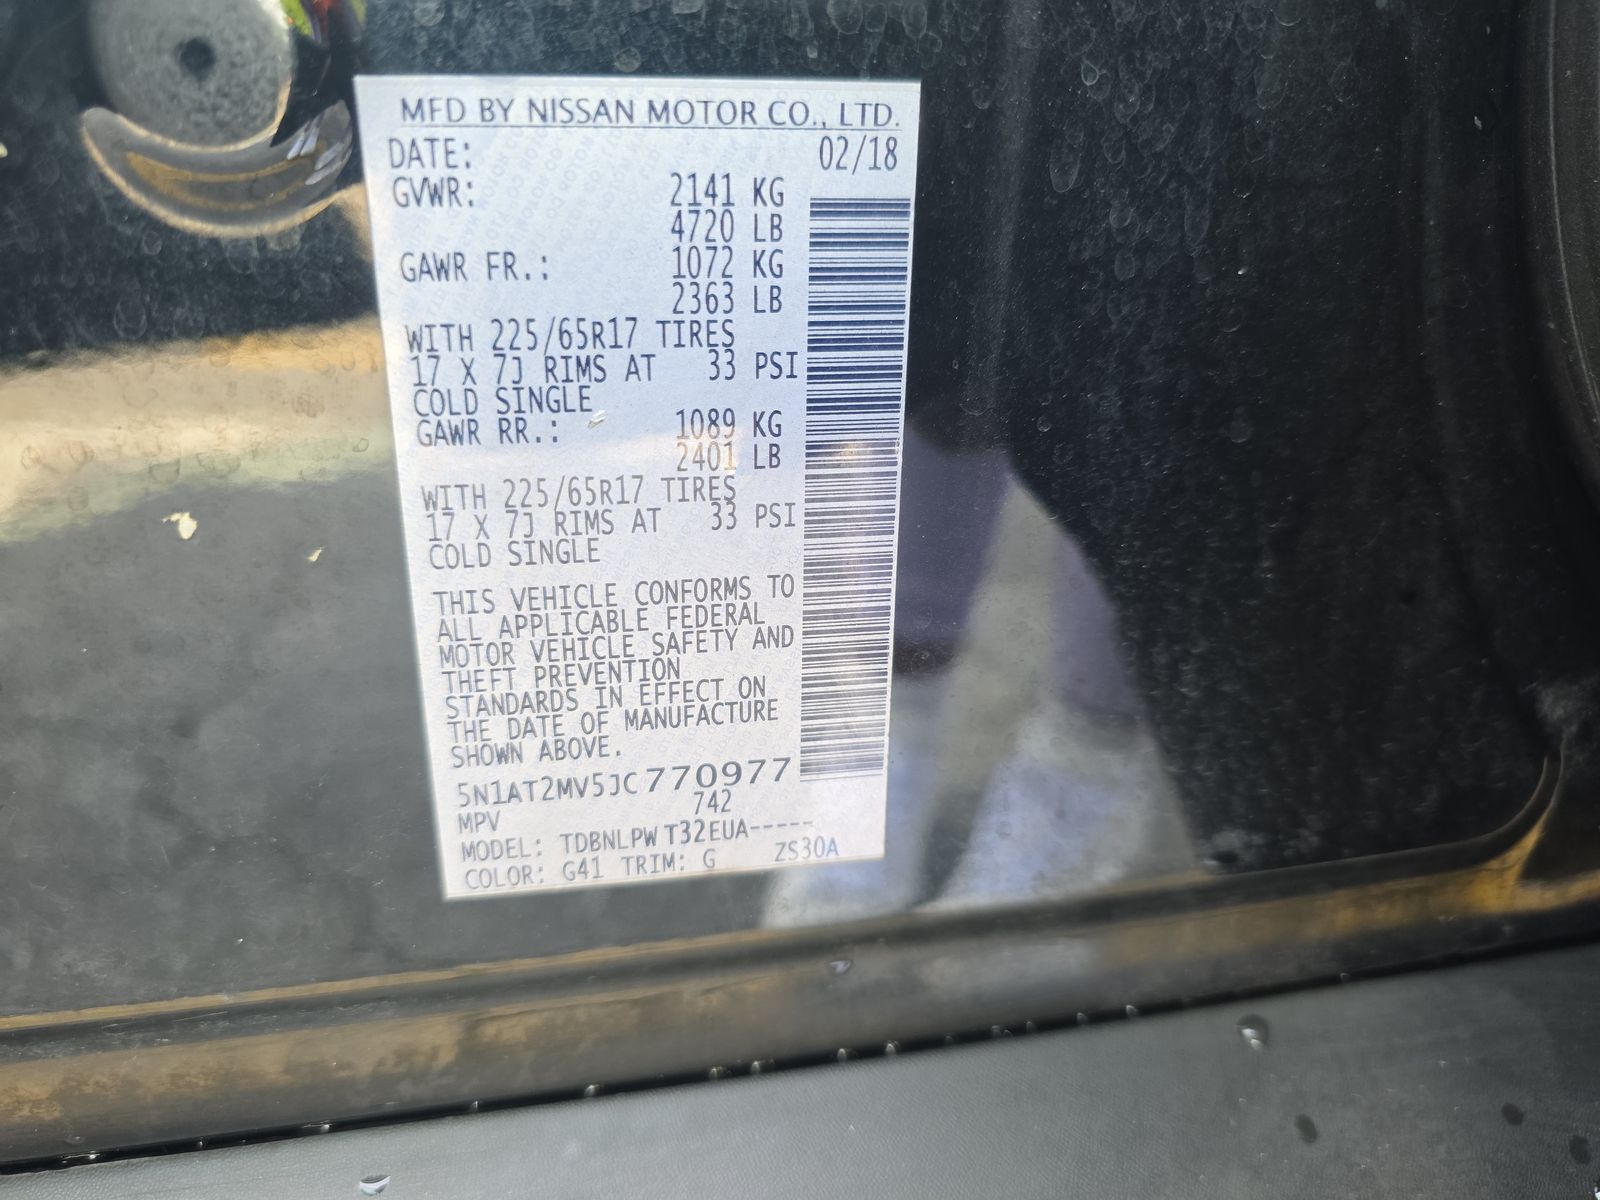 MFD BY NISSAN MOTOR CO., LTD.
DATE: 02/18
GVWR: 2141 KG
4720 LB
GAWR FR.: 1072 KG
2363 LB
WITH 225/65R17 TIRES
17 X 7J RIMS AT 33 PSI
COLD SINGLE
GAWR RR.: 1089 KG
2401 LB
WITH 225/65R17 TIRES
17 X 7J RIMS AT 33 PSI
COLD SINGLE
THIS VEHICLE CONFORMS TO
ALL APPLICABLE FEDERAL
MOTOR VEHICLE SAFETY AND
THEFT PREVENTION
STANDARDS IN EFFECT ON
THE DATE OF MANUFACTURE
SHOWN ABOVE.
5N1AT2MV5JC770977
MPV 742
MODEL: TDBNLPW T32EUA-----
COLOR: G41 TRIM: G ZS30A